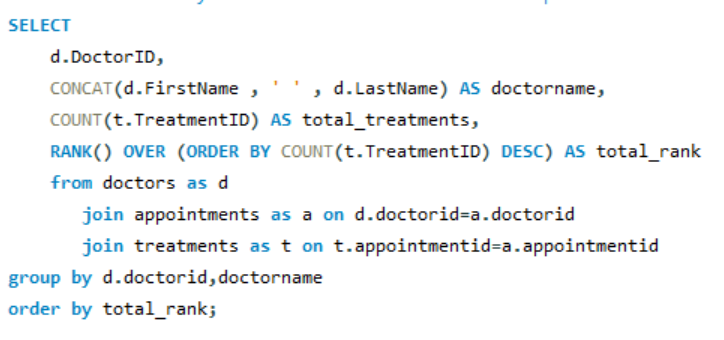 SELECT
d.DoctorID,
CONCAT(d.FirstName , ' ' , d.LastName) AS doctorname,
COUNT(t.TreatmentID) AS total_treatments,
RANK() OVER (ORDER BY COUNT(t.TreatmentID) DESC) AS total_rank
from doctors as d
join appointments as a on d.doctorid=a.doctorid
join treatments as t on t.appointmentid=a.appointmentid
group by d.doctorid,doctorname
order by total_rank;